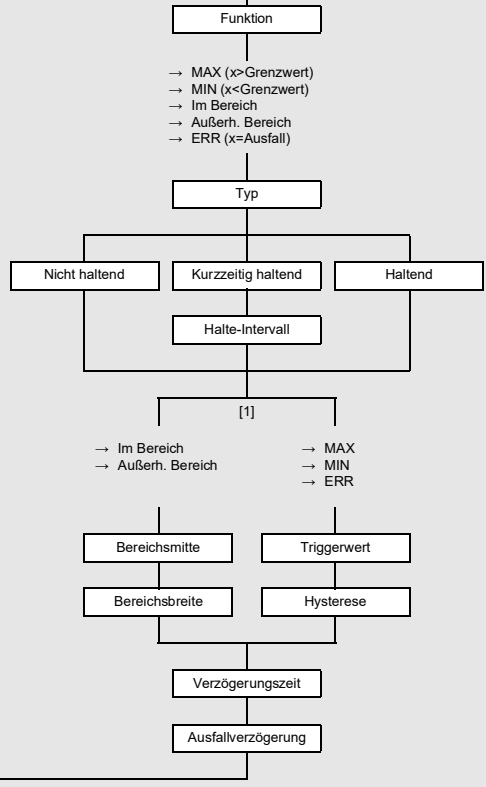 Funktion
→ MAX (x>Grenzwert)
→ MIN (x<Grenzwert)
→ Im Bereich
→ Außerh. Bereich
→ ERR (x=Ausfall)
Typ
Nicht haltend
Kurzzeitig haltend
Haltend
Halte-Intervall
[1]
→ Im Bereich
→ Außerh. Bereich
→ MAX
→ MIN
→ ERR
Bereichsmitte
Triggerwert
Bereichsbreite
Hysterese
Verzögerungszeit
Ausfallverzögerung